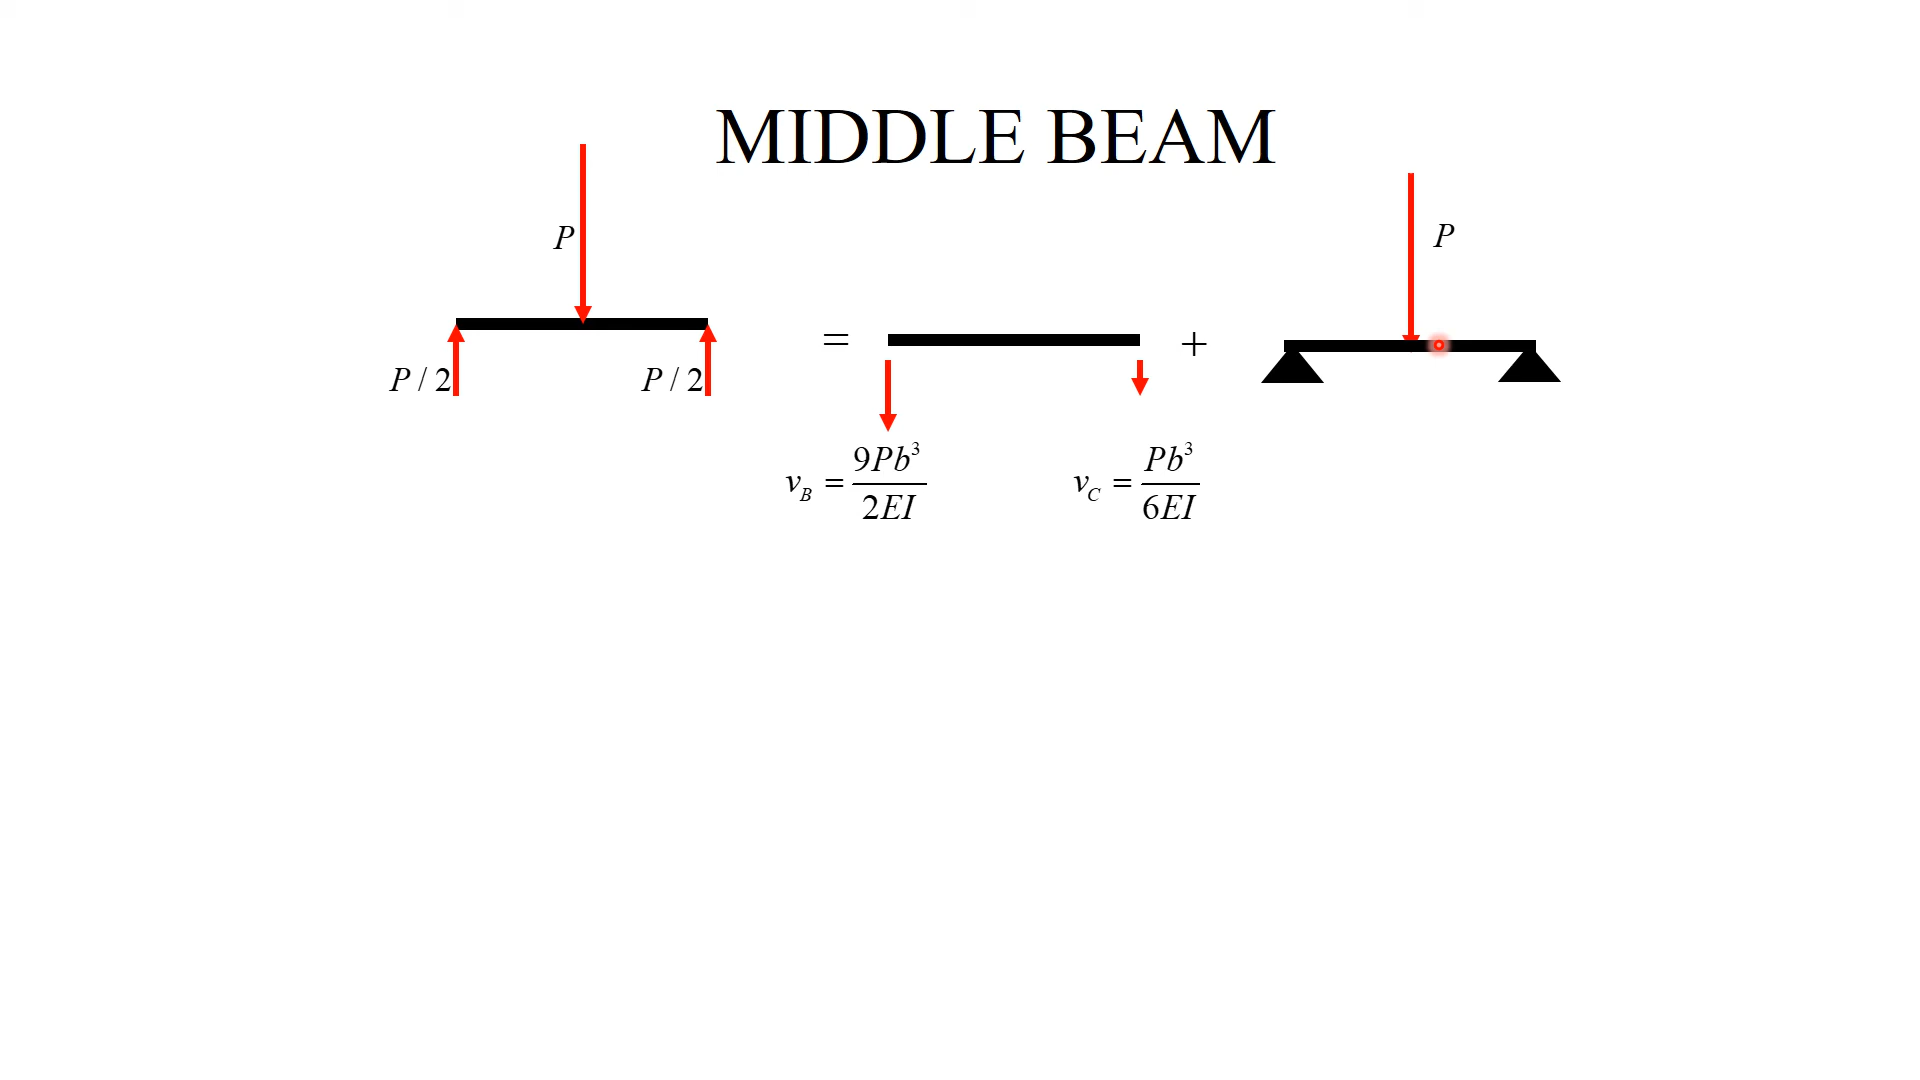 MIDDLE BEAM
P
P
=
+
P / 2
P / 2
v_B = 9Pb³ / 2EI
v_C = Pb³ / 6EI